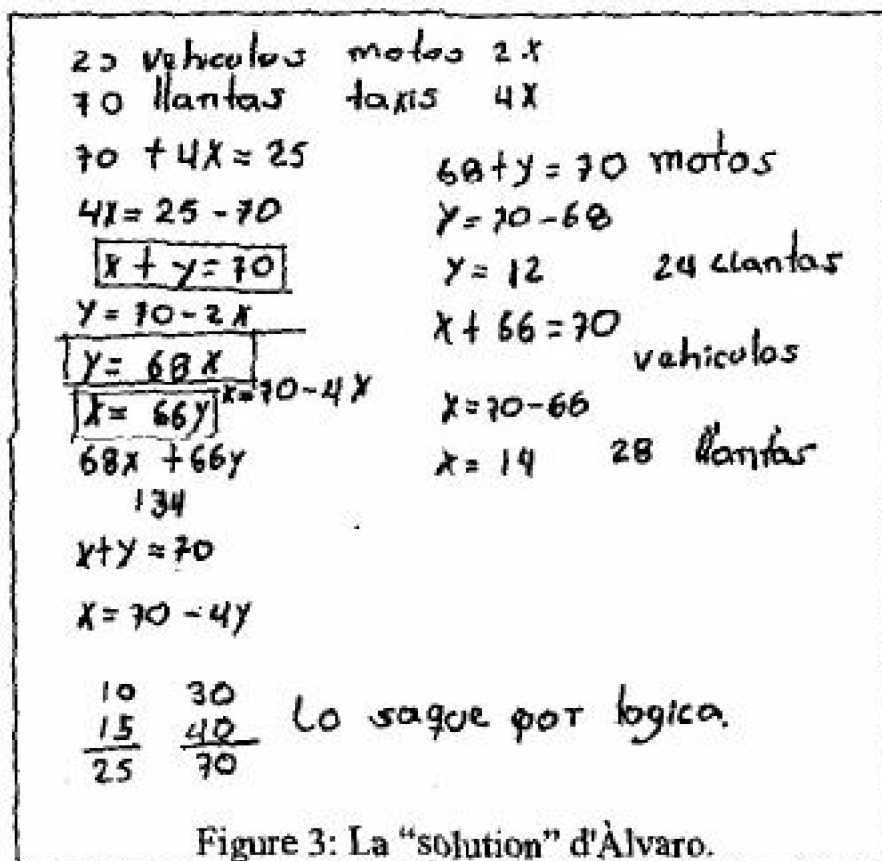 25 vehculos motos 2x
70 llantas taxis 4X
70 + 4X = 25
4X = 25 - 70
x + y = 70
Y = 70 - 2X
y = 68X
X = 66y x=70-4X
68x + 66y
134
x+y = 70
X = 70 - 4y
68+y = 70 motos
Y = 70-68
Y = 12 24 llantas
X + 66 = 70
vehiculos
X = 70-66
X = 14 28 llantas
10 30
15 40 Lo saque por logica.
25 70
Figure 3: La “solution” d'Àlvaro.